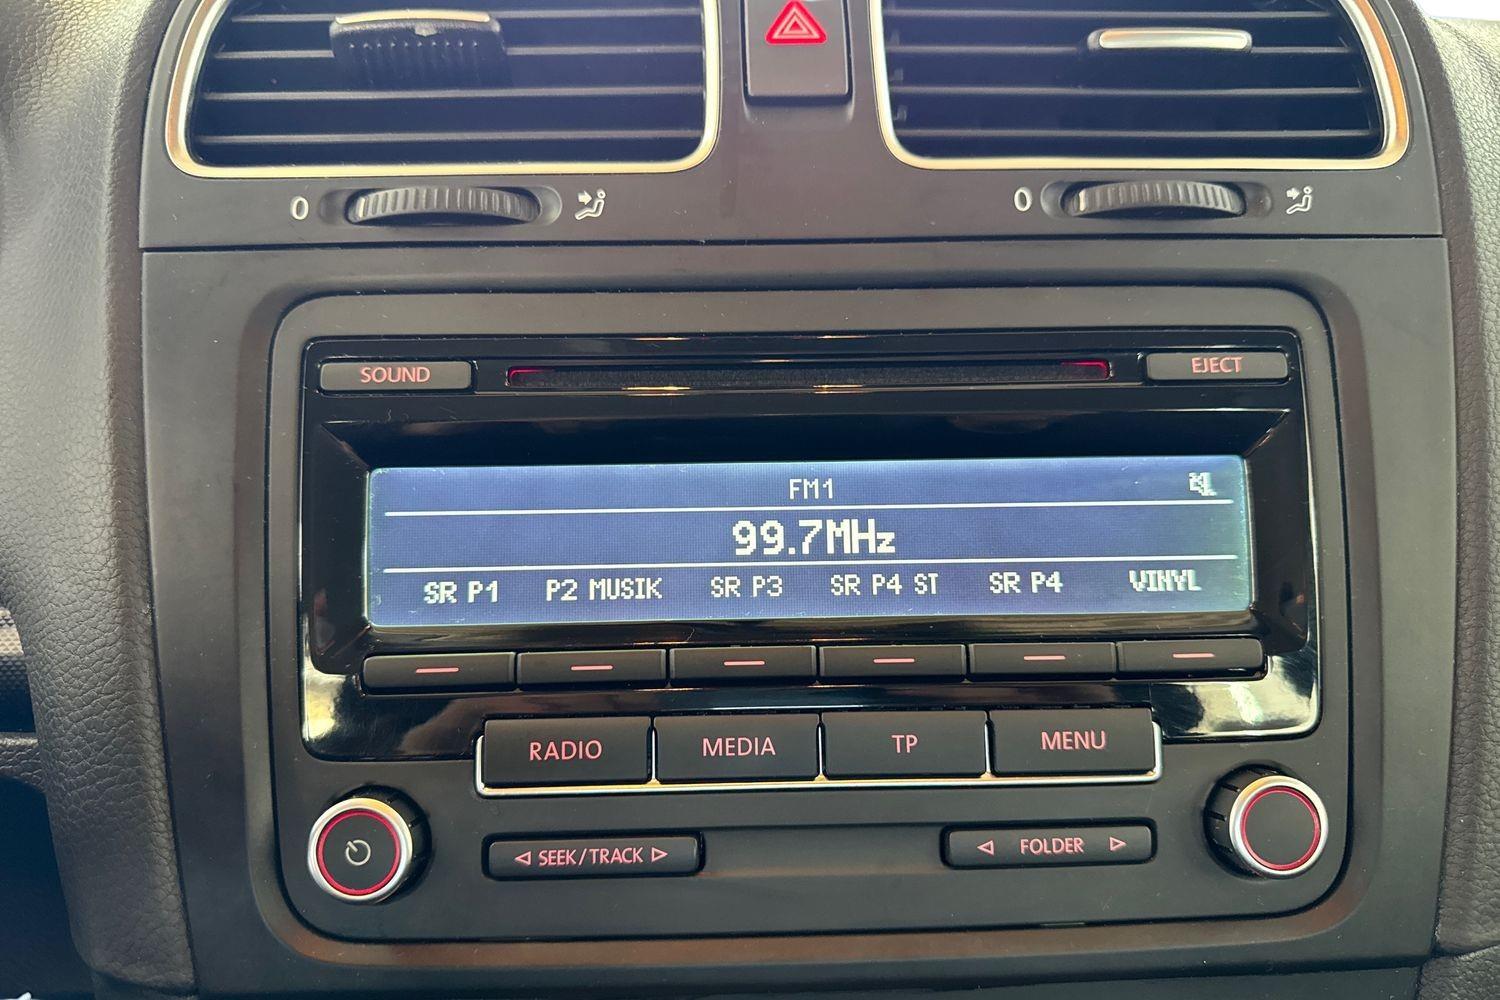 0
0
SOUND
EJECT
FM1
99.7MHz
SR P1 P2 MUSIK SR P3 SR P4 ST SR P4 VINYL
RADIO MEDIA TP MENU
◁ SEEK/TRACK ▷
◁ FOLDER ▷